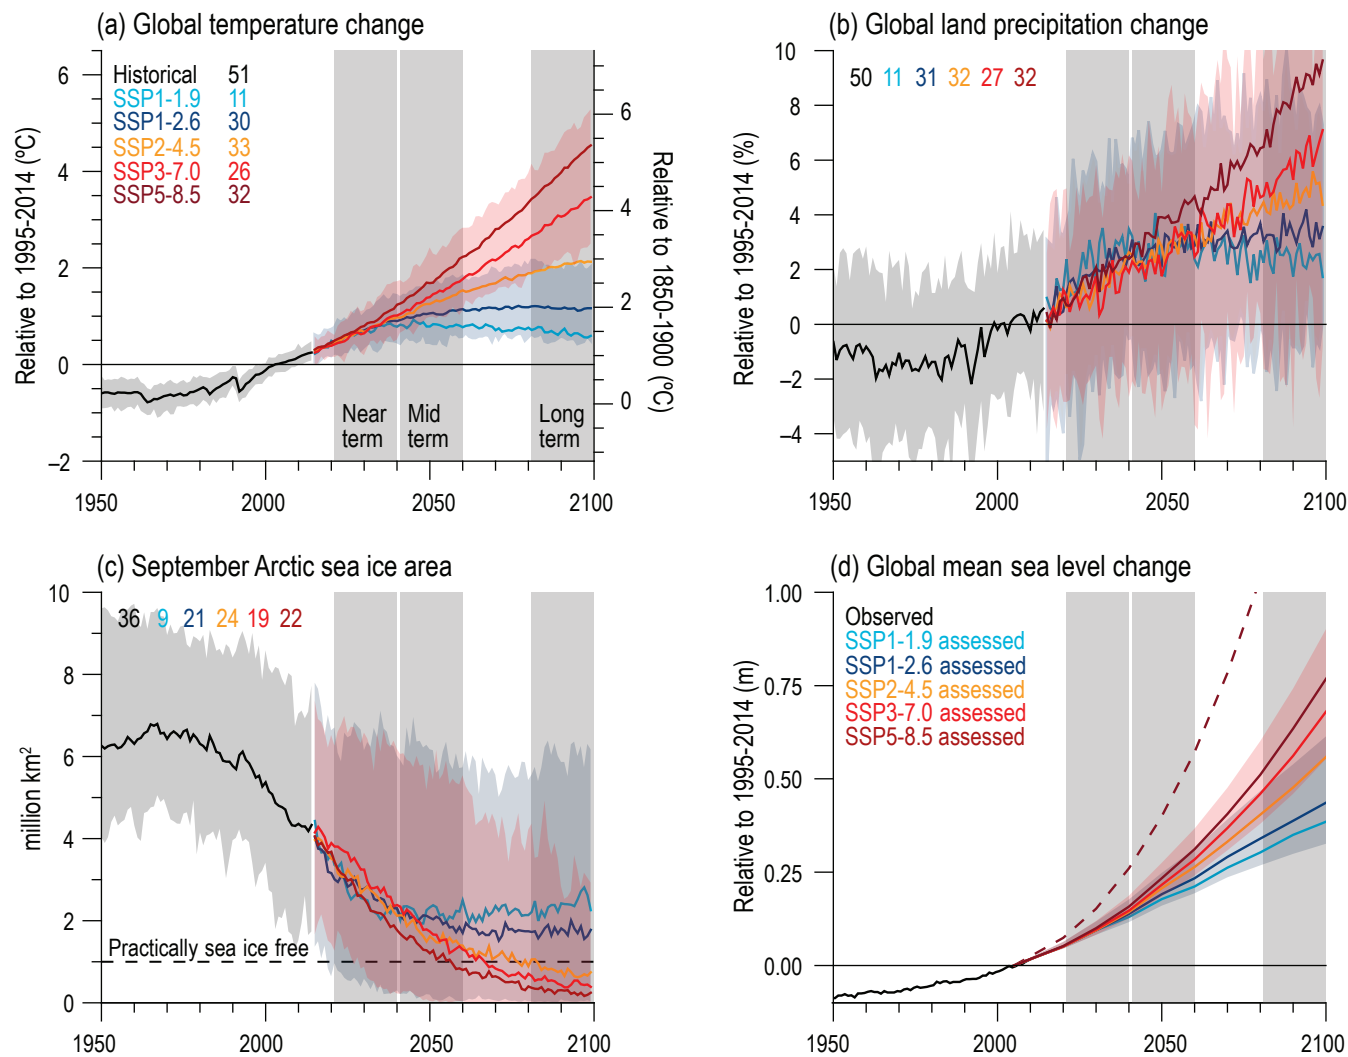 (a) Global temperature change
Relative to 1995-2014 (ºC)
6
4
2
0
–2
Historical 51
SSP1-1.9 11
SSP1-2.6 30
SSP2-4.5 33
SSP3-7.0 26
SSP5-8.5 32
Near term
Mid term
Long term
6
4
2
0
Relative to 1850-1900 (ºC)
1950 2000 2050 2100
(b) Global land precipitation change
Relative to 1995-2014 (%)
10
8
6
4
2
0
–2
–4
50 11 31 32 27 32
1950 2000 2050 2100
(c) September Arctic sea ice area
million km²
10
8
6
4
2
0
36 9 21 24 19 22
Practically sea ice free
1950 2000 2050 2100
(d) Global mean sea level change
Relative to 1995-2014 (m)
1.00
0.75
0.50
0.25
0.00
Observed
SSP1-1.9 assessed
SSP1-2.6 assessed
SSP2-4.5 assessed
SSP3-7.0 assessed
SSP5-8.5 assessed
1950 2000 2050 2100